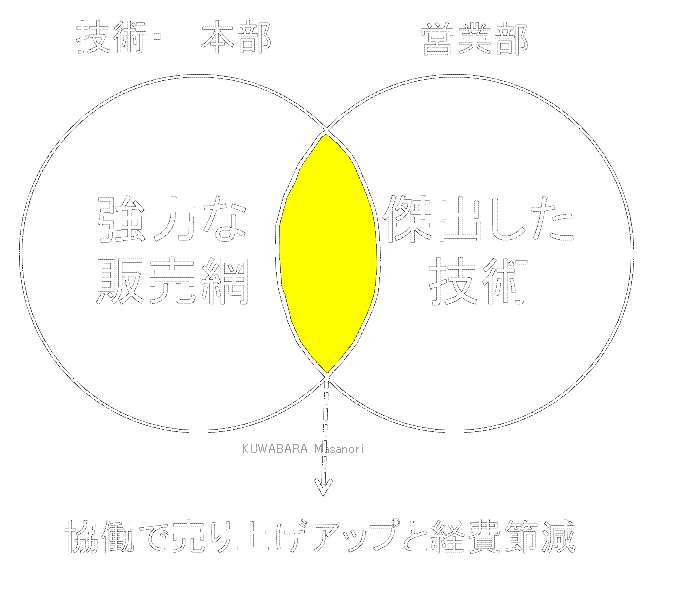 技術・ 本部
営業部
強力な
販売網
傑出した
技術
KUWABARA Masanori
協働で売り上げアップと経費節減